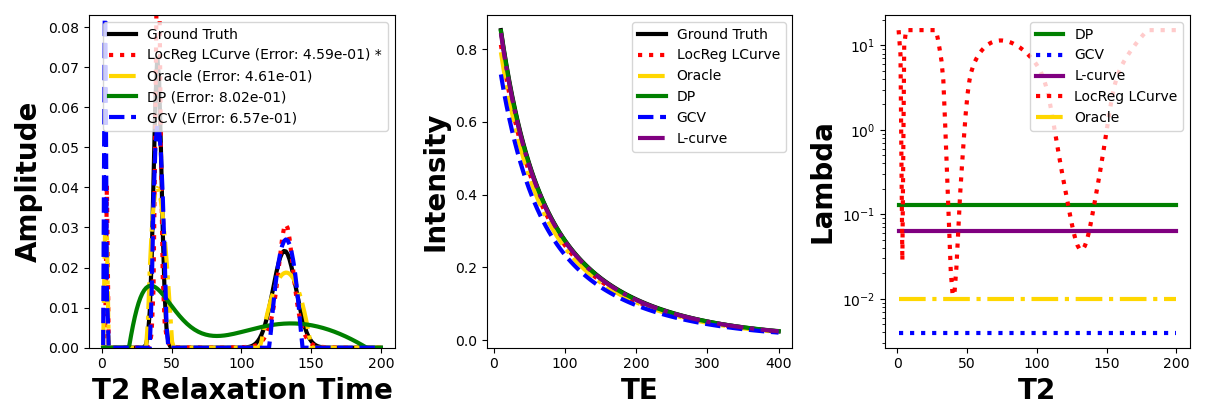 0.08
0.07
0.06
0.05
0.04
0.03
0.02
0.01
0.00
Amplitude
0
50
100
150
200
T2 Relaxation Time
Ground Truth
LocReg LCurve (Error: 4.59e-01) *
Oracle (Error: 4.61e-01)
DP (Error: 8.02e-01)
GCV (Error: 6.57e-01)
0.8
0.6
0.4
0.2
0.0
Intensity
0
100
200
300
400
TE
Ground Truth
LocReg LCurve
Oracle
DP
GCV
L-curve
10¹
10⁰
10⁻¹
10⁻²
Lambda
0
50
100
150
200
T2
DP
GCV
L-curve
LocReg LCurve
Oracle